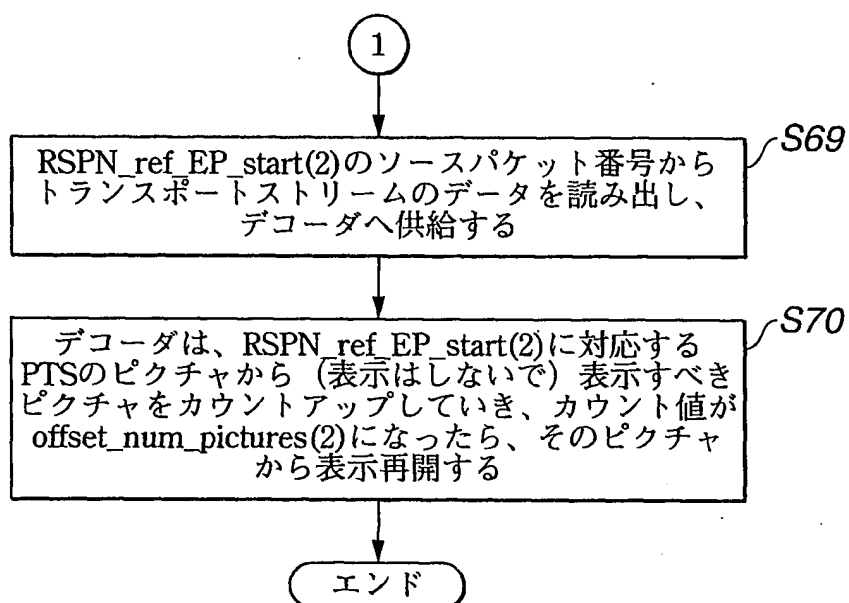 1
RSPN_ref_EP_start(2)のソースパケット番号から
トランスポートストリームのデータを読み出し、
デコーダへ供給する
S69
デコーダは、RSPN_ref_EP_start(2)に対応する
PTSのピクチャから（表示はしないで）表示すべき
ピクチャをカウントアップしていき、カウント値が
offset_num_pictures(2)になったら、そのピクチャ
から表示再開する
S70
エンド